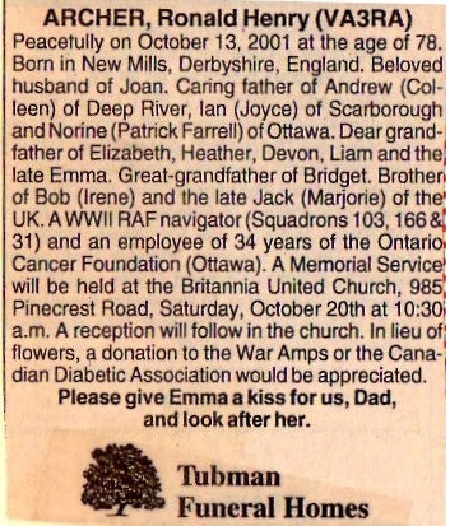 ARCHER, Ronald Henry (VA3RA)
Peacefully on October 13, 2001 at the age of 78.
Born in New Mills, Derbyshire, England. Beloved
husband of Joan. Caring father of Andrew (Col-
leen) of Deep River, Ian (Joyce) of Scarborough
and Norine (Patrick Farrell) of Ottawa. Dear grand-
father of Elizabeth, Heather, Devon, Liam and the
late Emma. Great-grandfather of Bridget. Brother
of Bob (Irene) and the late Jack (Marjorie) of the
UK. A WWII RAF navigator (Squadrons 103, 166 &
31) and an employee of 34 years of the Ontario
Cancer Foundation (Ottawa). A Memorial Service
will be held at the Britannia United Church, 985
Pinecrest Road, Saturday, October 20th at 10:30
a.m. A reception will follow in the church. In lieu of
flowers, a donation to the War Amps or the Cana-
dian Diabetic Association would be appreciated.
Please give Emma a kiss for us, Dad,
and look after her.
Tubman
Funeral Homes